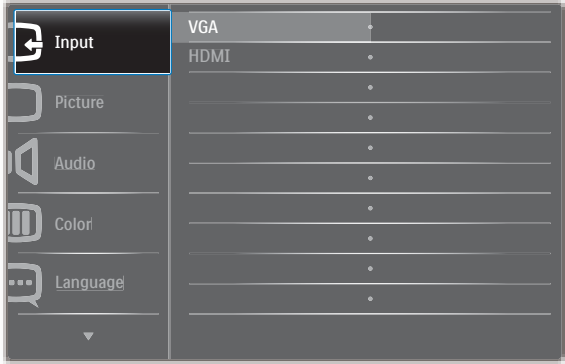 Input
Picture
Audio
Color
Language
VGA
HDMI